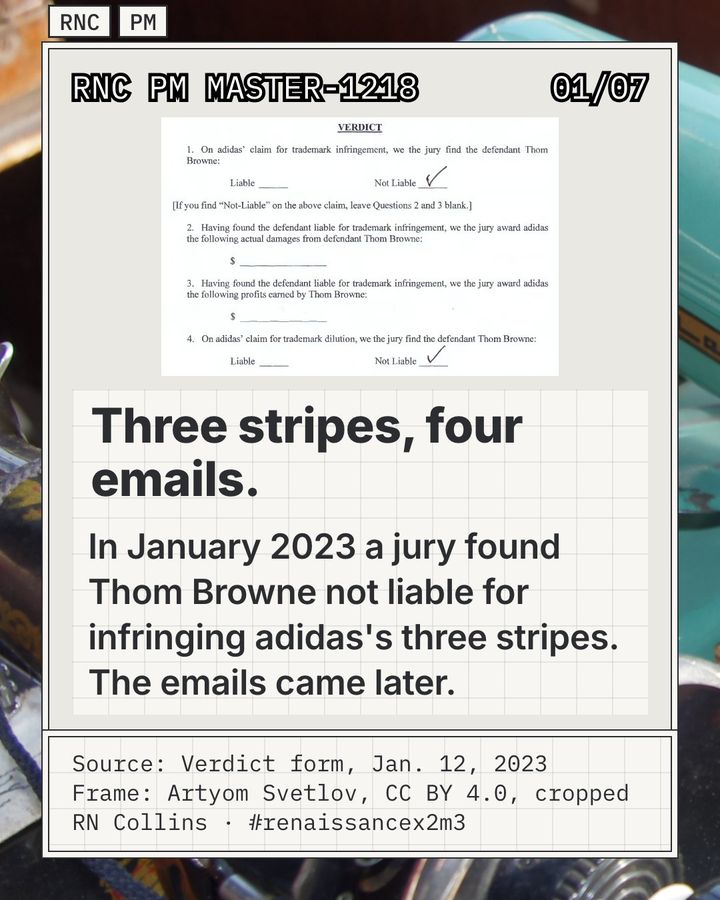 RNC PM
RNC PM MASTER-1218 01/07
VERDICT
1. On adidas' claim for trademark infringement, we the jury find the defendant Thom
Browne:
Liable ______ Not Liable ______
[If you find “Not-Liable” on the above claim, leave Questions 2 and 3 blank.]
2. Having found the defendant liable for trademark infringement, we the jury award adidas
the following actual damages from defendant Thom Browne:
$ __________________
3. Having found the defendant liable for trademark infringement, we the jury award adidas
the following profits earned by Thom Browne:
$ __________________
4. On adidas' claim for trademark dilution, we the jury find the defendant Thom Browne:
Liable ______ Not Liable ______
Three stripes, four
emails.
In January 2023 a jury found
Thom Browne not liable for
infringing adidas's three stripes.
The emails came later.
Source: Verdict form, Jan. 12, 2023
Frame: Artyom Svetlov, CC BY 4.0, cropped
RN Collins · #renaissancex2m3